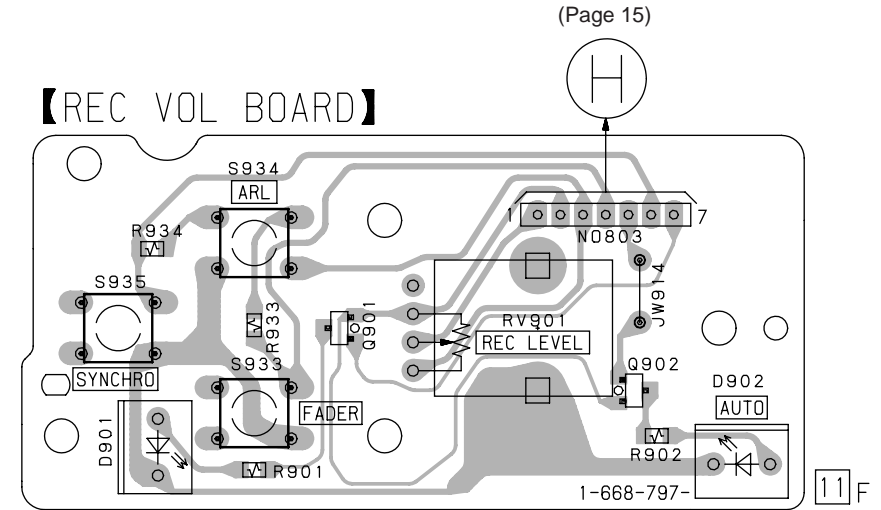 (Page 15)
H
【REC VOL BOARD】
S934
ARL
1
7
NO803
R934
S935
JW914
R933
Q901
RV901
REC LEVEL
S933
Q902
SYNCHRO
D902
AUTO
FADER
D901
R901
R902
1-668-797-
11
F